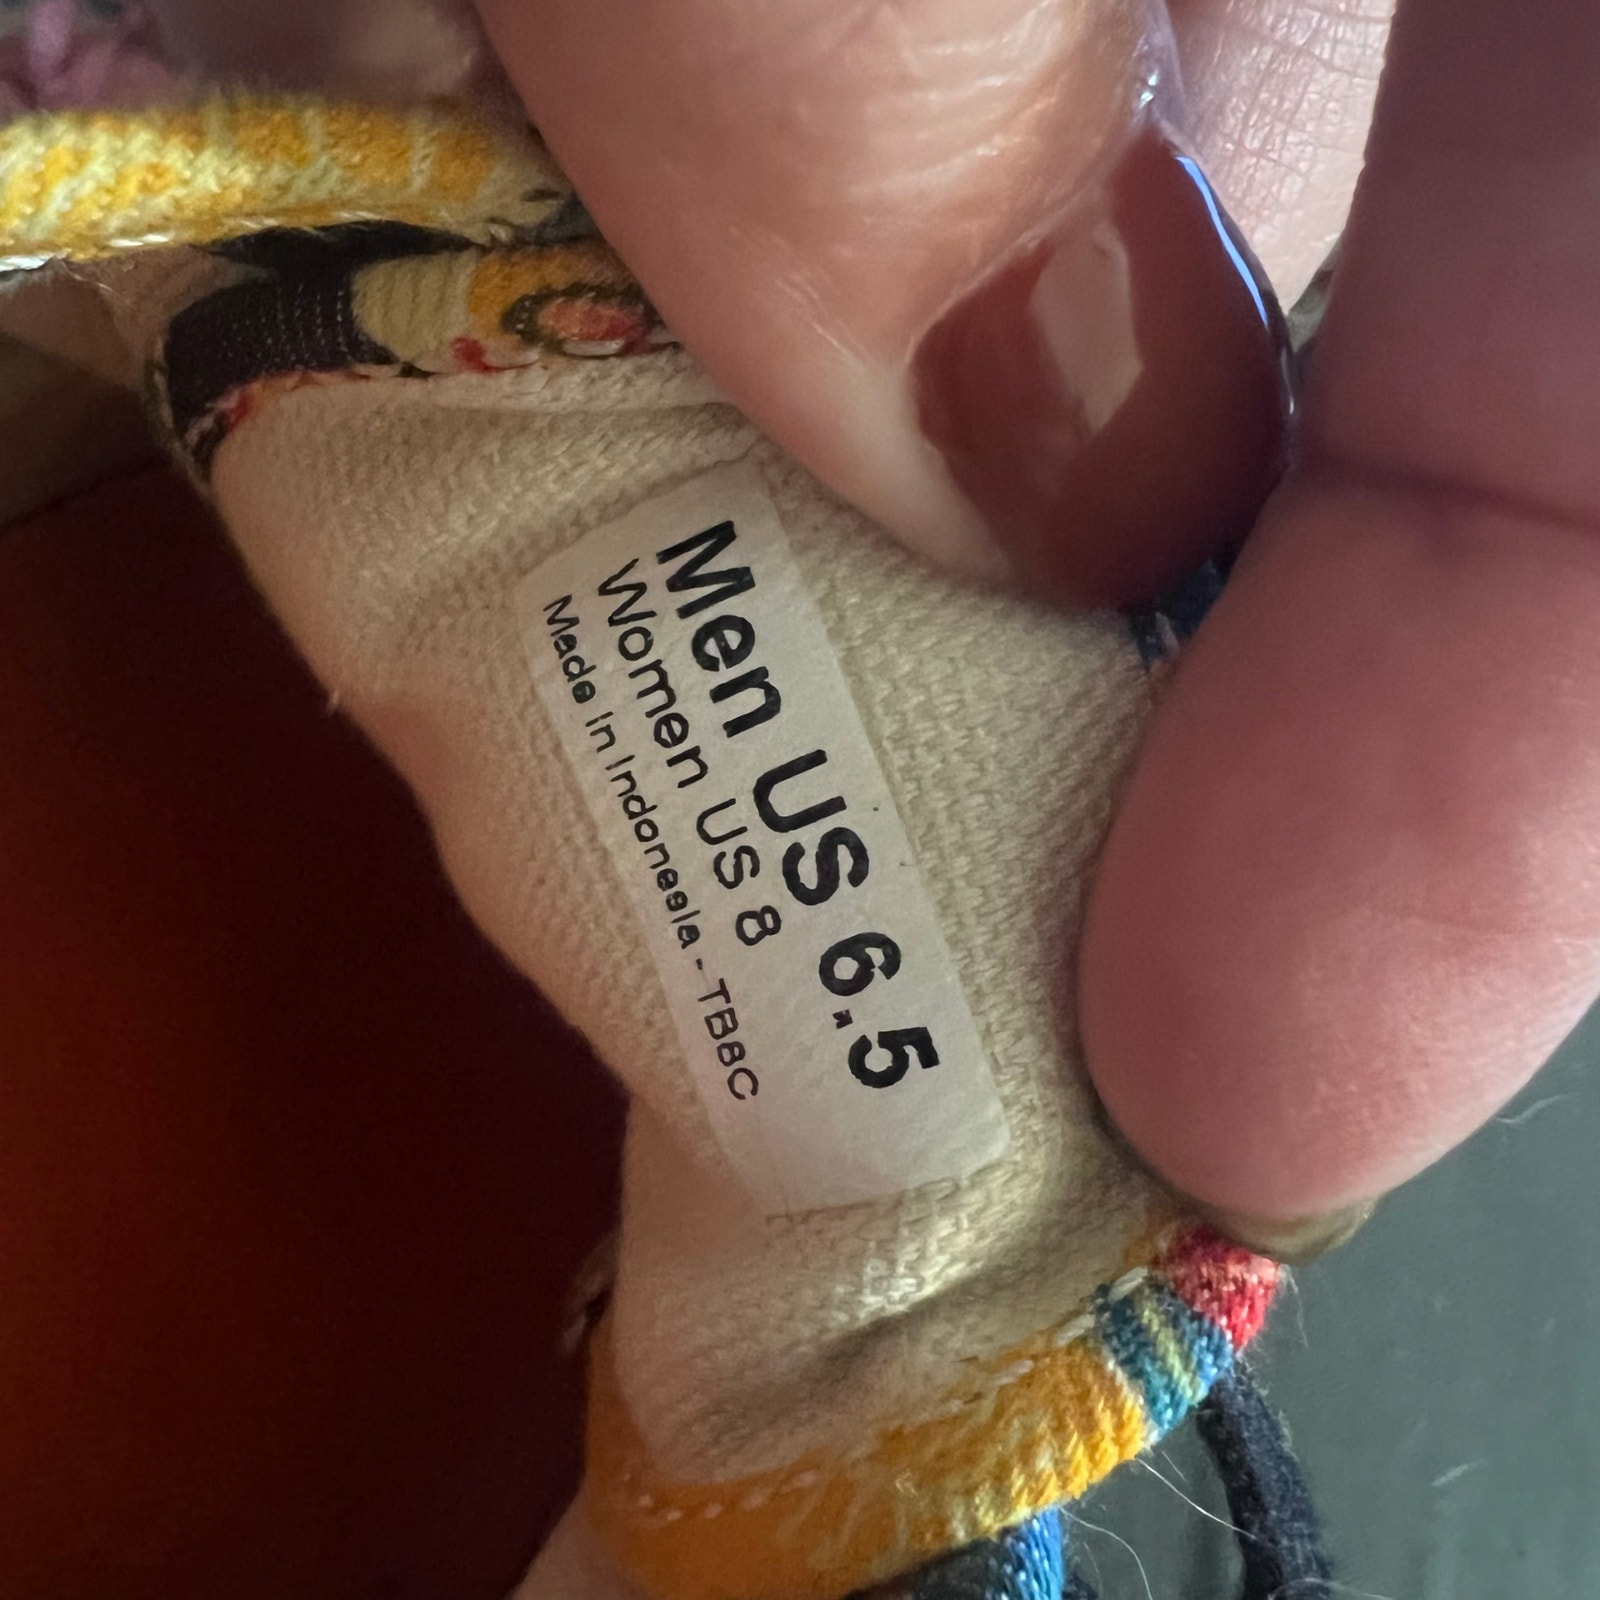 Men US 6.5
Women US 8
Made In Indonesia - TBBC